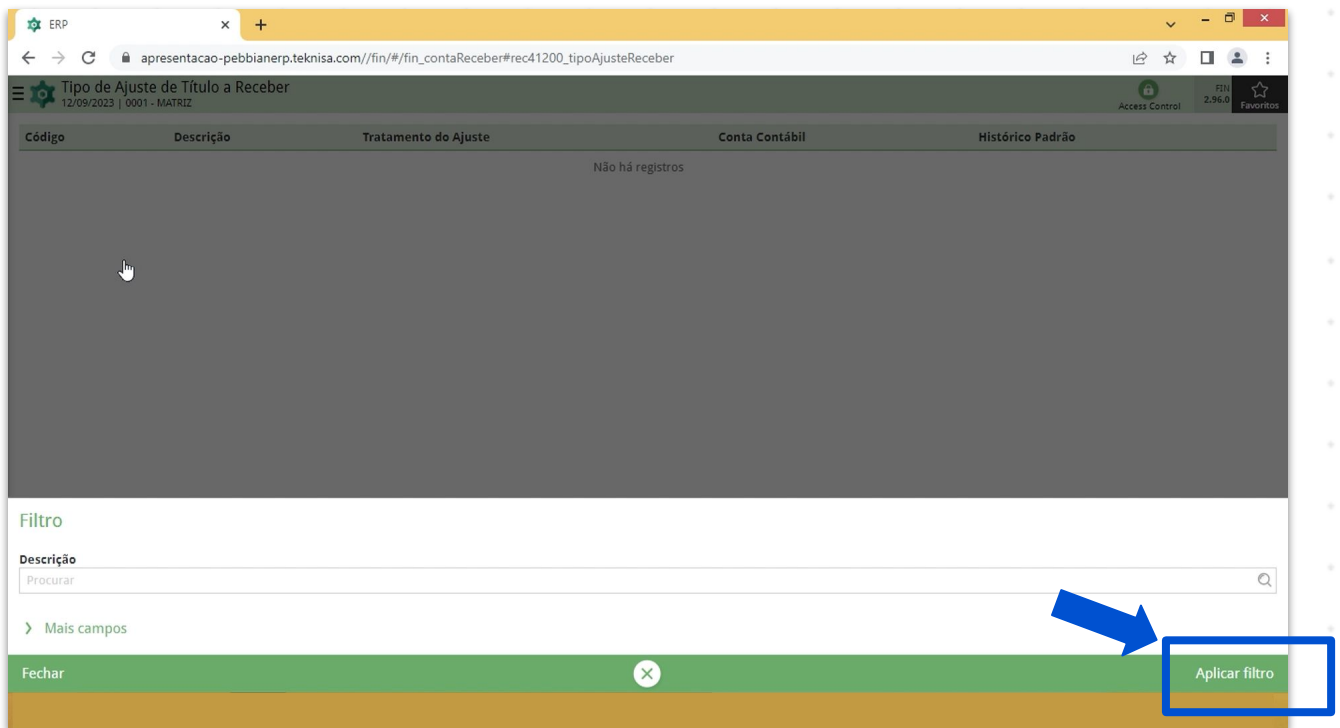 ERP
apresentacao-pebbianerp.teknisa.com//fin/#/fin_contaReceber#rec41200_tipoAjusteReceber
Tipo de Ajuste de Título a Receber
12/09/2023 | 0001 - MATRIZ
Access Control
FIN
2.96.0
Favoritos
Código Descrição Tratamento do Ajuste Conta Contábil Histórico Padrão
Não há registros
Filtro
Descrição
Procurar
Mais campos
Fechar Aplicar filtro